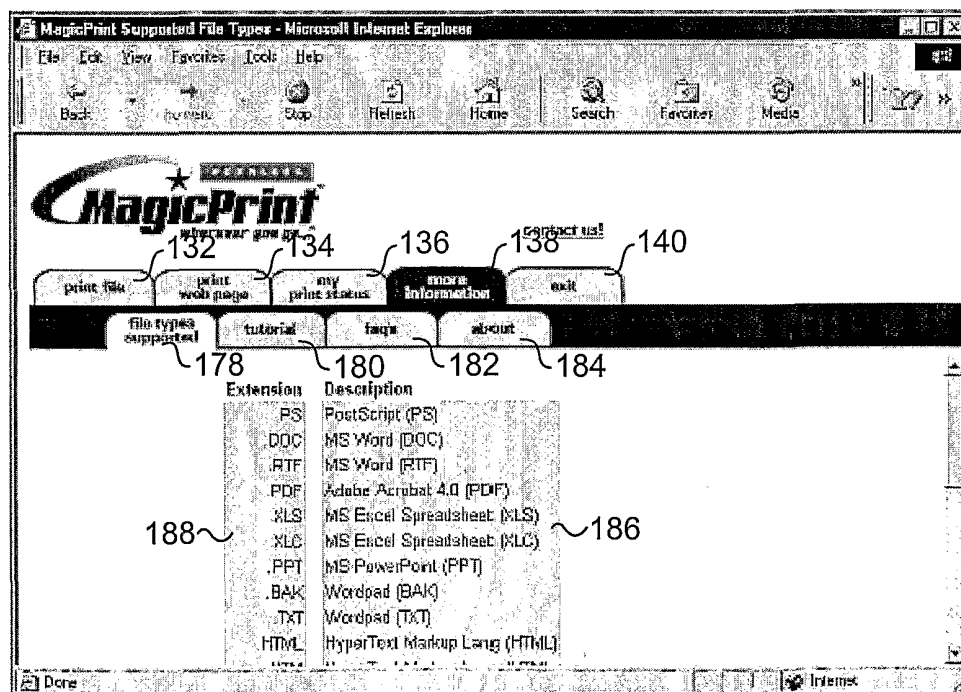 MagicPrint Supported File Types - Microsoft Internet Explorer
File Edit View Favorites Tools Help
Back Forward Stop Refresh Home Search Favorites Media » »
MagicPrint
wherever you go...
contact us!
132 134 136 138 140
print file print web page my print status more information exit
file types supported tutorial faqs about
178 180 182 184
Extension Description
.PS PostScript (PS)
.DOC MS Word (DOC)
.RTF MS Word (RTF)
.PDF Adobe Acrobat 4.0 (PDF)
.XLS MS Excel Spreadsheet (XLS)
188 186
.XLC MS Excel Spreadsheet (XLC)
.PPT MS PowerPoint (PPT)
.BAK Wordpad (BAK)
.TXT Wordpad (TXT)
.HTML HyperText Markup Lang (HTML)
Done Internet